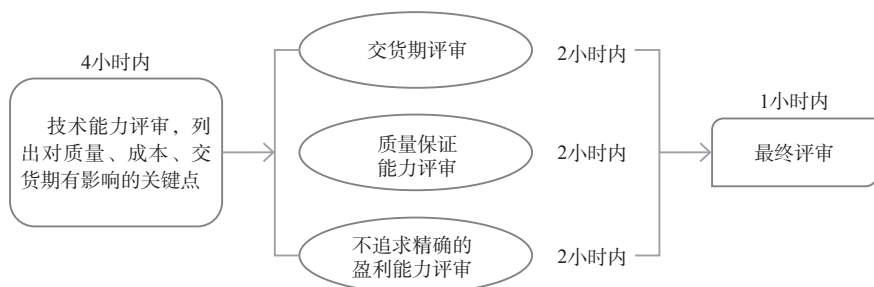 4小时内
技术能力评审，列
出对质量、成本、交
货期有影响的关键点
交货期评审
2小时内
质量保证
能力评审
2小时内
不追求精确的
盈利能力评审
2小时内
1小时内
最终评审